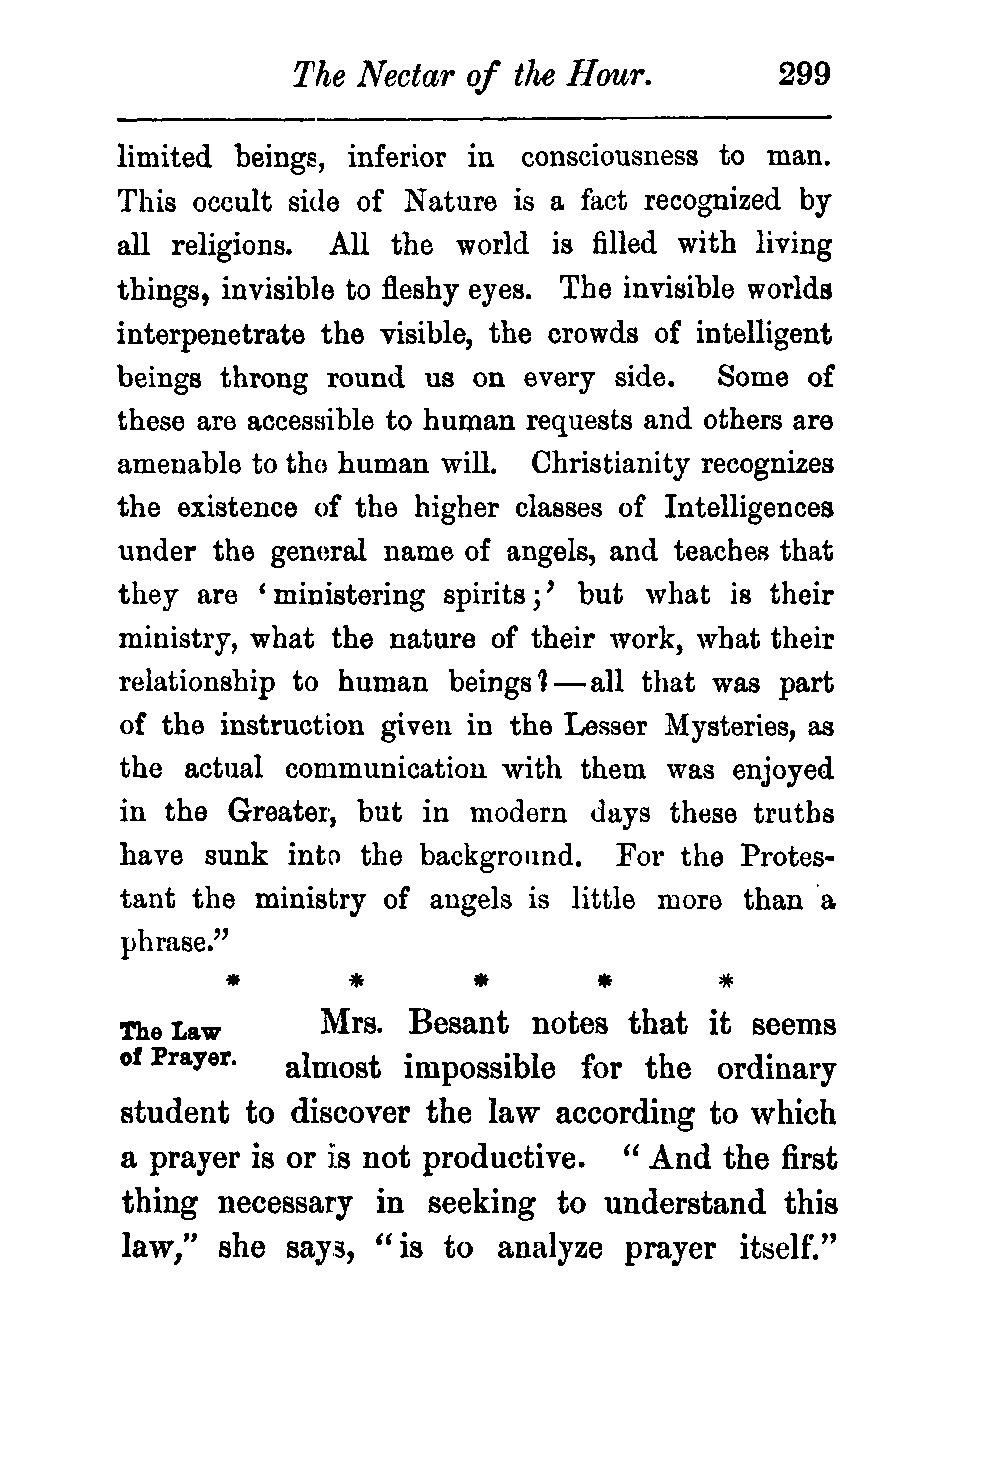 The Nectar of the Hour. 299
limited beings, inferior in consciousness to man.
This occult side of Nature is a fact recognized by
all religions. All the world is filled with living
things, invisible to fleshy eyes. The invisible worlds
interpenetrate the visible, the crowds of intelligent
beings throng round us on every side. Some of
these are accessible to human requests and others are
amenable to the human will. Christianity recognizes
the existence of the higher classes of Intelligences
under the general name of angels, and teaches that
they are ‘ministering spirits;’ but what is their
ministry, what the nature of their work, what their
relationship to human beings?—all that was part
of the instruction given in the Lesser Mysteries, as
the actual communication with them was enjoyed
in the Greater, but in modern days these truths
have sunk into the background. For the Protes-
tant the ministry of angels is little more than a
phrase.”
* * * * *
The Law
of Prayer.
Mrs. Besant notes that it seems
almost impossible for the ordinary
student to discover the law according to which
a prayer is or is not productive. “And the first
thing necessary in seeking to understand this
law,” she says, “is to analyze prayer itself.”